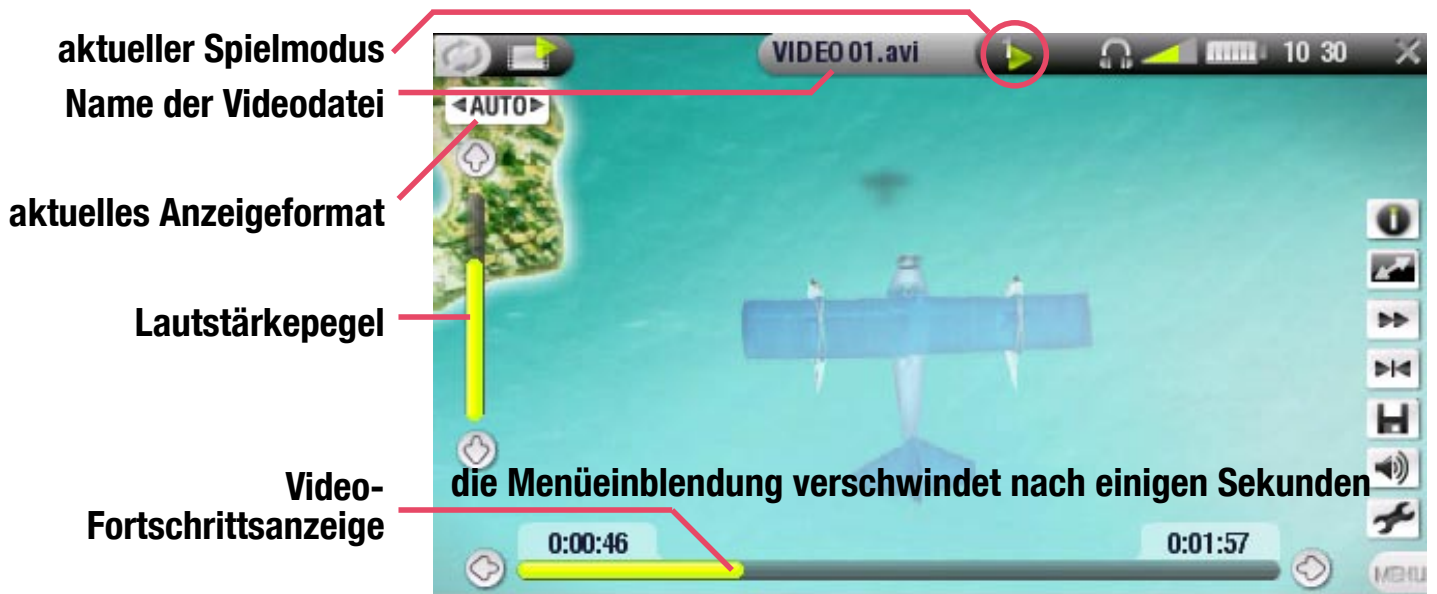 aktueller Spielmodus
VIDEO 01.avi
1
10 30
Name der Videodatei
AUTO
aktuelles Anzeigeformat
Lautstärkepegel
die Menüeinblendung verschwindet nach einigen Sekunden
Video-
Fortschrittsanzeige
0:00:46
0:01:57
MENU